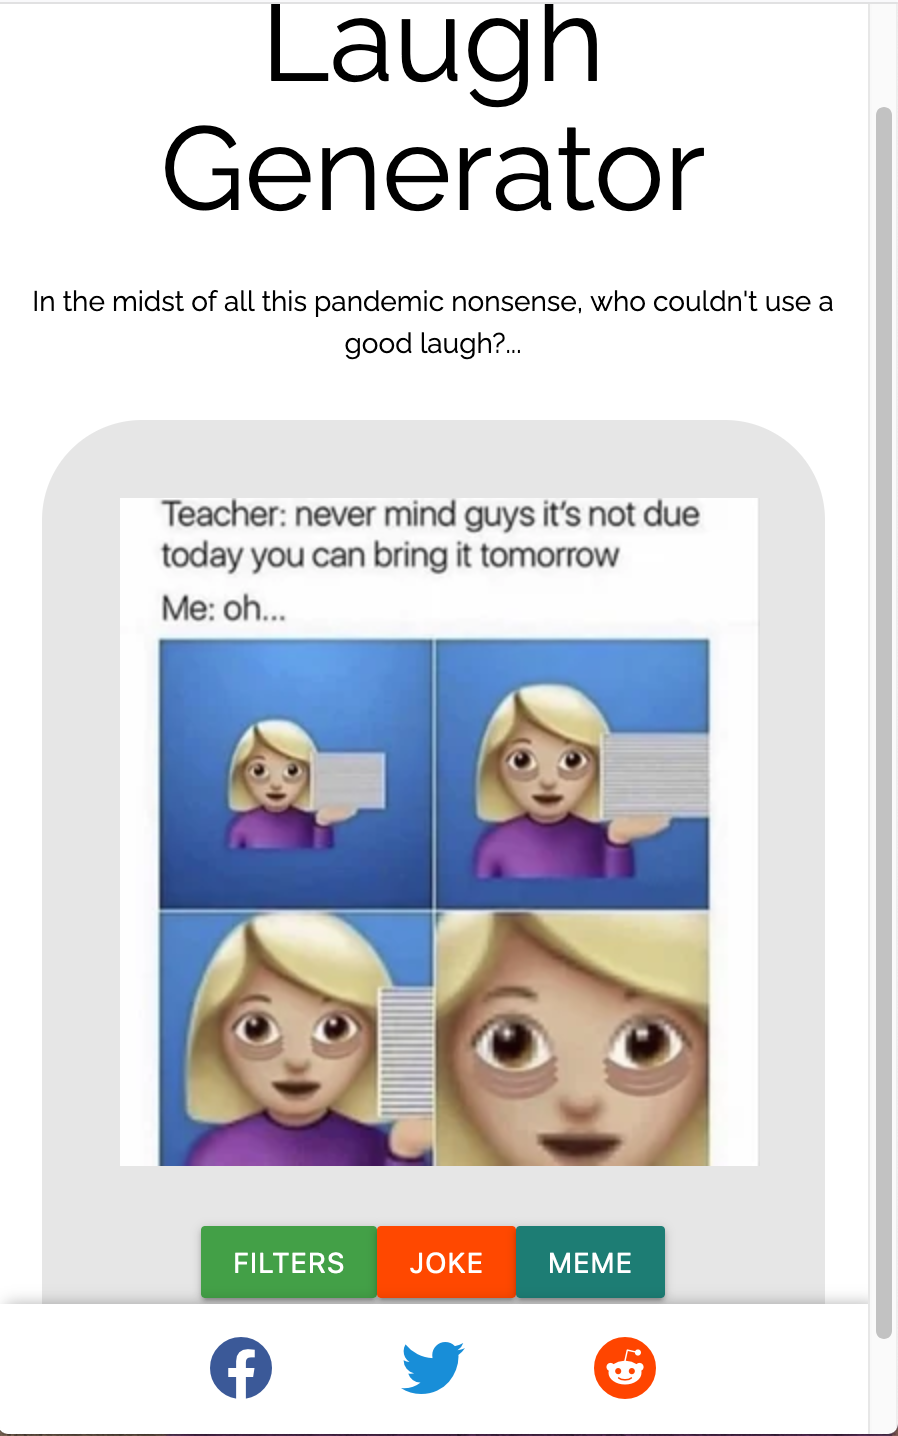 Laugh
Generator
In the midst of all this pandemic nonsense, who couldn't use a
good laugh?...
Teacher: never mind guys it's not due
today you can bring it tomorrow
Me: oh...
FILTERS JOKE MEME